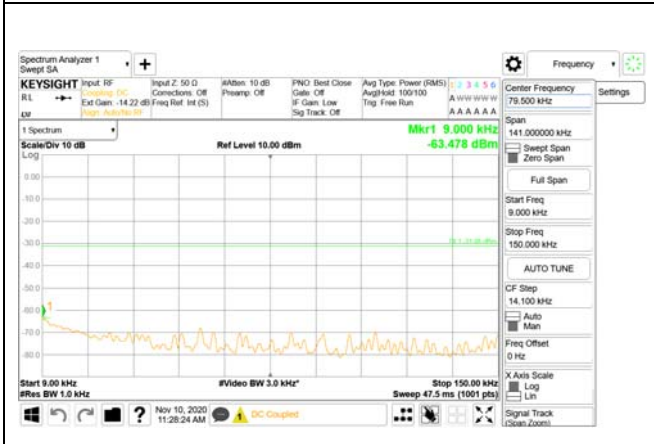 Spectrum Analyzer 1
Swept SA
+
Frequency
KEYSIGHT
RL
Input: RF
Coupling: DC
Ext Gain: -14.22 dB
Align: Auto/No RF
Input Z: 50 Ω
Corrections: Off
Freq Ref: Int (S)
#Atten: 10 dB
Preamp: Off
PNO: Best Close
Gate: Off
IF Gain: Low
Sig Track: Off
Avg Type: Power (RMS)
Avg|Hold: 100/100
Trig: Free Run
1 2 3 4 5 6
A W W W W W
A A A A A A
Center Frequency
79.500 kHz
Settings
Span
141.000000 kHz
Swept Span
Zero Span
Full Span
Start Freq
9.000 kHz
Stop Freq
150.000 kHz
AUTO TUNE
CF Step
14.100 kHz
Auto
Man
Freq Offset
0 Hz
X Axis Scale
Log
Lin
Signal Track
(Span Zoom)
1 Spectrum
Scale/Div 10 dB
Log
Ref Level 10.00 dBm
Mkr1 9.000 kHz
-63.478 dBm
0.00
-10.0
-20.0
-30.0
-40.0
-50.0
-60.0
-70.0
-80.0
1
Start 9.00 kHz
#Res BW 1.0 kHz
#Video BW 3.0 kHz*
Stop 150.00 kHz
Sweep 47.5 ms (1001 pts)
?
Nov 10, 2020
11:28:24 AM
DC Coupled